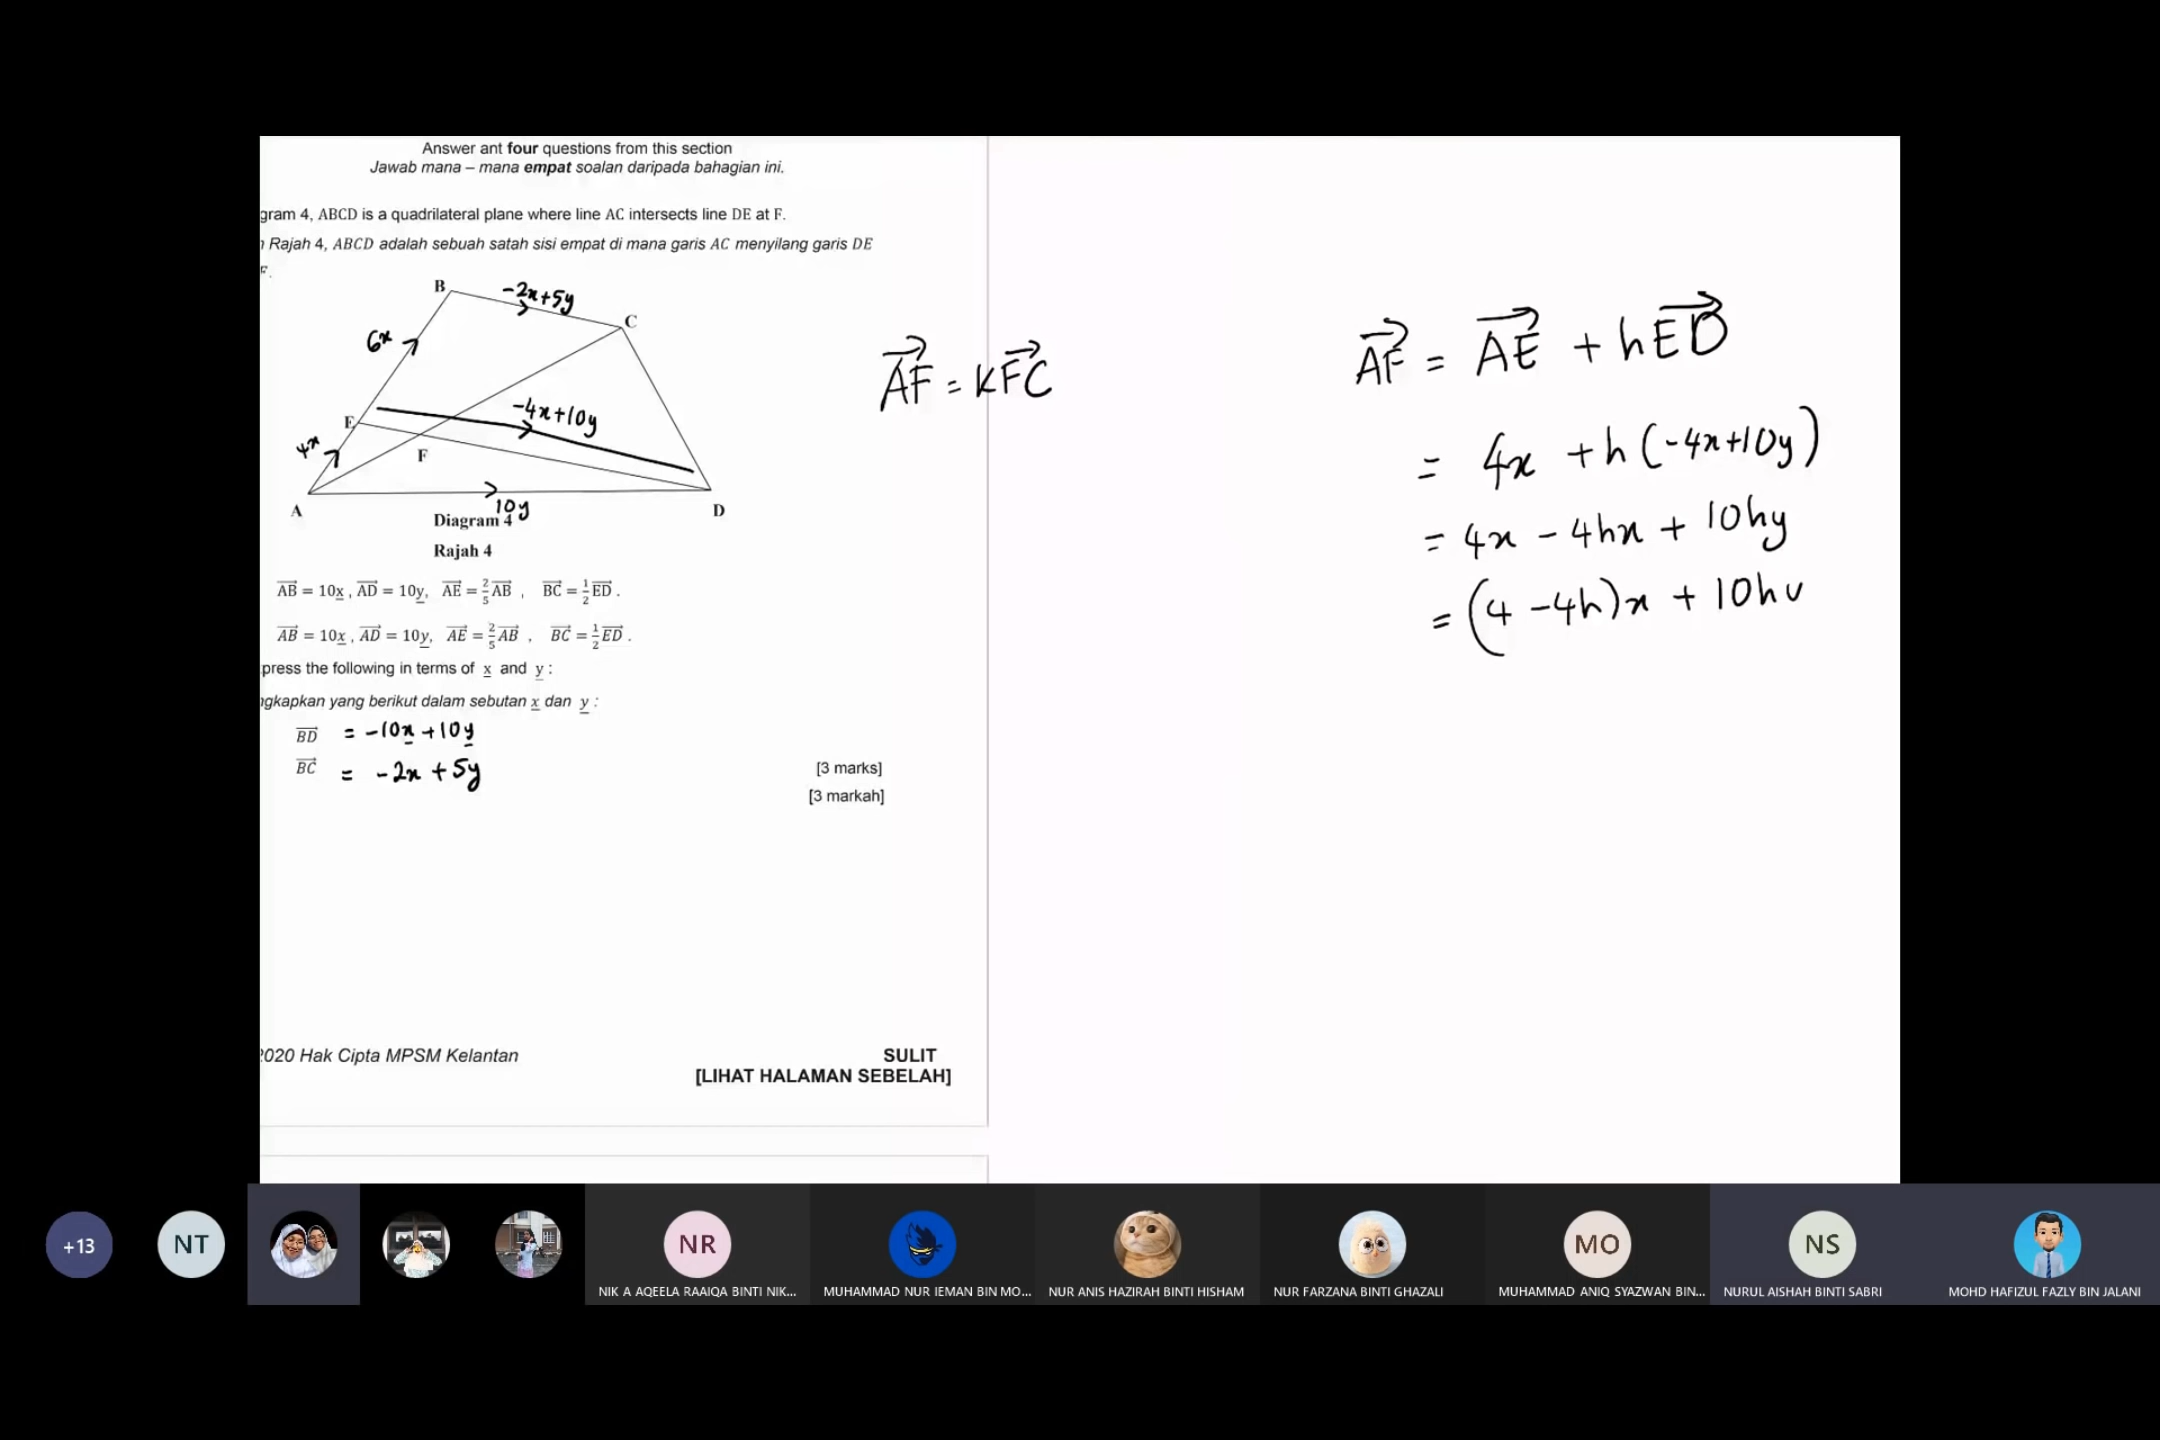 Answer ant four questions from this section
Jawab mana – mana empat soalan daripada bahagian ini.
gram 4, ABCD is a quadrilateral plane where line AC intersects line DE at F.
Rajah 4, ABCD adalah sebuah satah sisi empat di mana garis AC menyilang garis DE
F.
B
-2x+5y
C
6x
E
-4x+10y
4x
F
A
10y
D
Diagram 4
Rajah 4
AB = 10x , AD = 10y, AE = 2/5 AB , BC = 1/2 ED .
AB = 10x , AD = 10y, AE = 2/5 AB , BC = 1/2 ED .
press the following in terms of x and y :
ngkapkan yang berikut dalam sebutan x dan y :
BD = -10x +10y
BC = -2x + 5y
[3 marks]
[3 markah]
2020 Hak Cipta MPSM Kelantan
SULIT
[LIHAT HALAMAN SEBELAH]
AF = KFC
AF = AE + hED
= 4x + h(-4x+10y)
= 4x - 4hx + 10hy
= (4 - 4h)x + 10hv
+13
NT
NR
NIK A AQEELA RAAIQA BINTI NIK...
MUHAMMAD NUR IEMAN BIN MO...
NUR ANIS HAZIRAH BINTI HISHAM
NUR FARZANA BINTI GHAZALI
MO
MUHAMMAD ANIQ SYAZWAN BIN...
NS
NURUL AISHAH BINTI SABRI
MOHD HAFIZUL FAZLY BIN JALANI